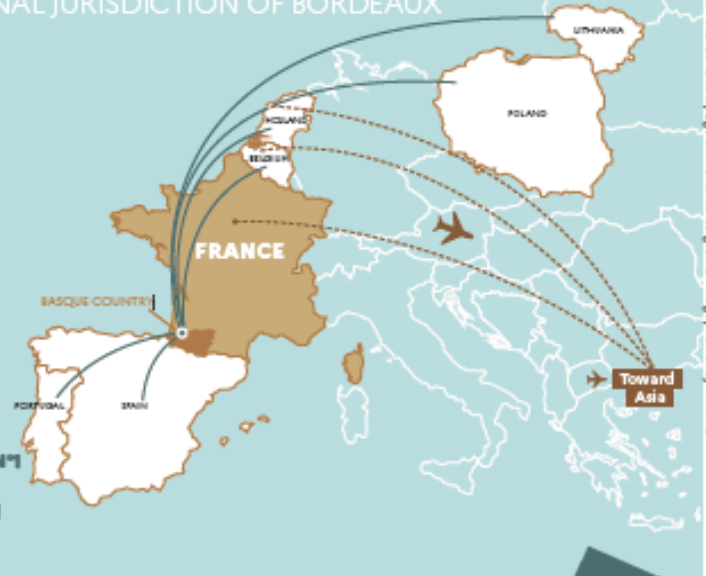 NAL JURISDICTION OF BORDEAUX
LITHUANIA
POLAND
HOLLAND
BELGIUM
FRANCE
BASQUE COUNTRY
Toward
Asia
PORTUGAL
SPAIN